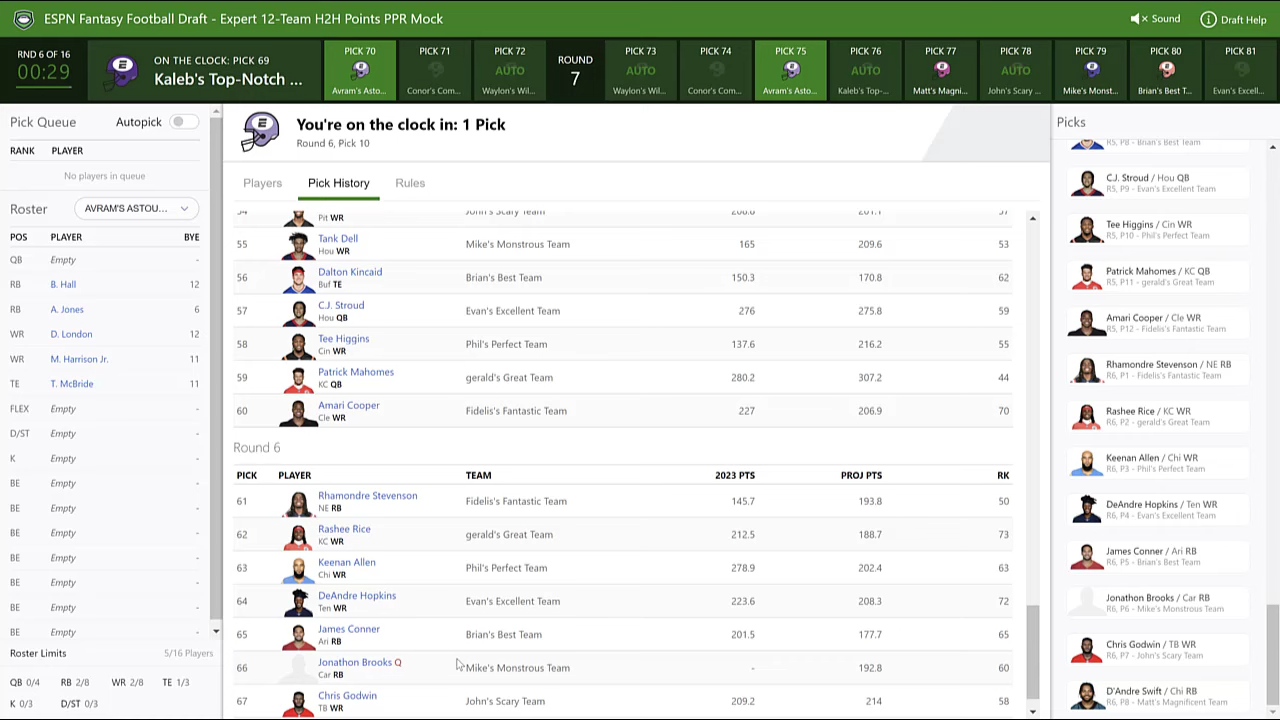 ESPN Fantasy Football Draft - Expert 12-Team H2H Points PPR Mock
Sound
Draft Help
RND 6 OF 16
00:29
ON THE CLOCK: PICK 69
Kaleb's Top-Notch ...
PICK 70
Avram's Asto...
PICK 71
Conor's Com...
PICK 72
AUTO
Waylon's Wil...
ROUND
7
PICK 73
AUTO
Waylon's Wil...
PICK 74
Conor's Com...
PICK 75
Avram's Asto...
PICK 76
AUTO
Kaleb's Top-...
PICK 77
Matt's Magni...
PICK 78
AUTO
John's Scary ...
PICK 79
Mike's Monst...
PICK 80
Brian's Best T...
PICK 81
Evan's Excell...
Pick Queue
Autopick
RANK PLAYER
No players in queue
Roster
AVRAM'S ASTOU...
POS PLAYER BYE
QB Empty -
RB B. Hall 12
RB A. Jones 6
WR D. London 12
WR M. Harrison Jr. 11
TE T. McBride 11
FLEX Empty -
D/ST Empty -
K Empty -
BE Empty -
BE Empty -
BE Empty -
BE Empty -
BE Empty -
BE Empty -
BE Empty -
Roster Limits 5/16 Players
QB 0/4 RB 2/8 WR 2/8 TE 1/3
K 0/3 D/ST 0/3
You're on the clock in: 1 Pick
Round 6, Pick 10
Players
Pick History
Rules
54 John's Scary Team 208.8 201.1 57
Pit WR
55 Tank Dell Mike's Monstrous Team 165 209.6 53
Hou WR
56 Dalton Kincaid Brian's Best Team 150.3 170.8 62
Buf TE
57 C.J. Stroud Evan's Excellent Team 276 275.8 59
Hou QB
58 Tee Higgins Phil's Perfect Team 137.6 216.2 55
Cin WR
59 Patrick Mahomes gerald's Great Team 280.2 307.2 44
KC QB
60 Amari Cooper Fidelis's Fantastic Team 227 206.9 70
Cle WR
Round 6
PICK PLAYER TEAM 2023 PTS PROJ PTS RK
61 Rhamondre Stevenson Fidelis's Fantastic Team 145.7 193.8 50
NE RB
62 Rashee Rice gerald's Great Team 212.5 188.7 73
KC WR
63 Keenan Allen Phil's Perfect Team 278.9 202.4 63
Chi WR
64 DeAndre Hopkins Evan's Excellent Team 223.6 208.3 72
Ten WR
65 James Conner Brian's Best Team 201.5 177.7 65
Ari RB
66 Jonathon Brooks Q Mike's Monstrous Team - 192.8 60
Car RB
67 Chris Godwin John's Scary Team 209.2 214 58
TB WR
Picks
R5, P8 - Brian's Best Team
C.J. Stroud / Hou QB
R5, P9 - Evan's Excellent Team
Tee Higgins / Cin WR
R5, P10 - Phil's Perfect Team
Patrick Mahomes / KC QB
R5, P11 - gerald's Great Team
Amari Cooper / Cle WR
R5, P12 - Fidelis's Fantastic Team
Rhamondre Stevenson / NE RB
R6, P1 - Fidelis's Fantastic Team
Rashee Rice / KC WR
R6, P2 - gerald's Great Team
Keenan Allen / Chi WR
R6, P3 - Phil's Perfect Team
DeAndre Hopkins / Ten WR
R6, P4 - Evan's Excellent Team
James Conner / Ari RB
R6, P5 - Brian's Best Team
Jonathon Brooks / Car RB
R6, P6 - Mike's Monstrous Team
Chris Godwin / TB WR
R6, P7 - John's Scary Team
D'Andre Swift / Chi RB
R6, P8 - Matt's Magnificent Team